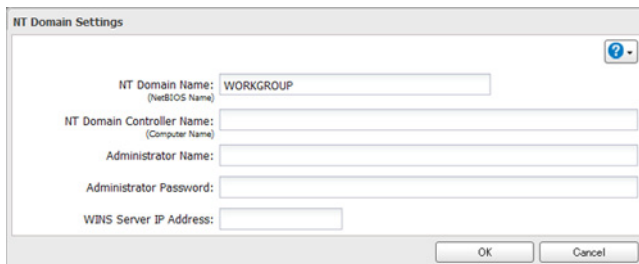 NT Domain Settings
?
NT Domain Name: WORKGROUP
(NetBIOS Name)
NT Domain Controller Name:
(Computer Name)
Administrator Name:
Administrator Password:
WINS Server IP Address:
OK Cancel